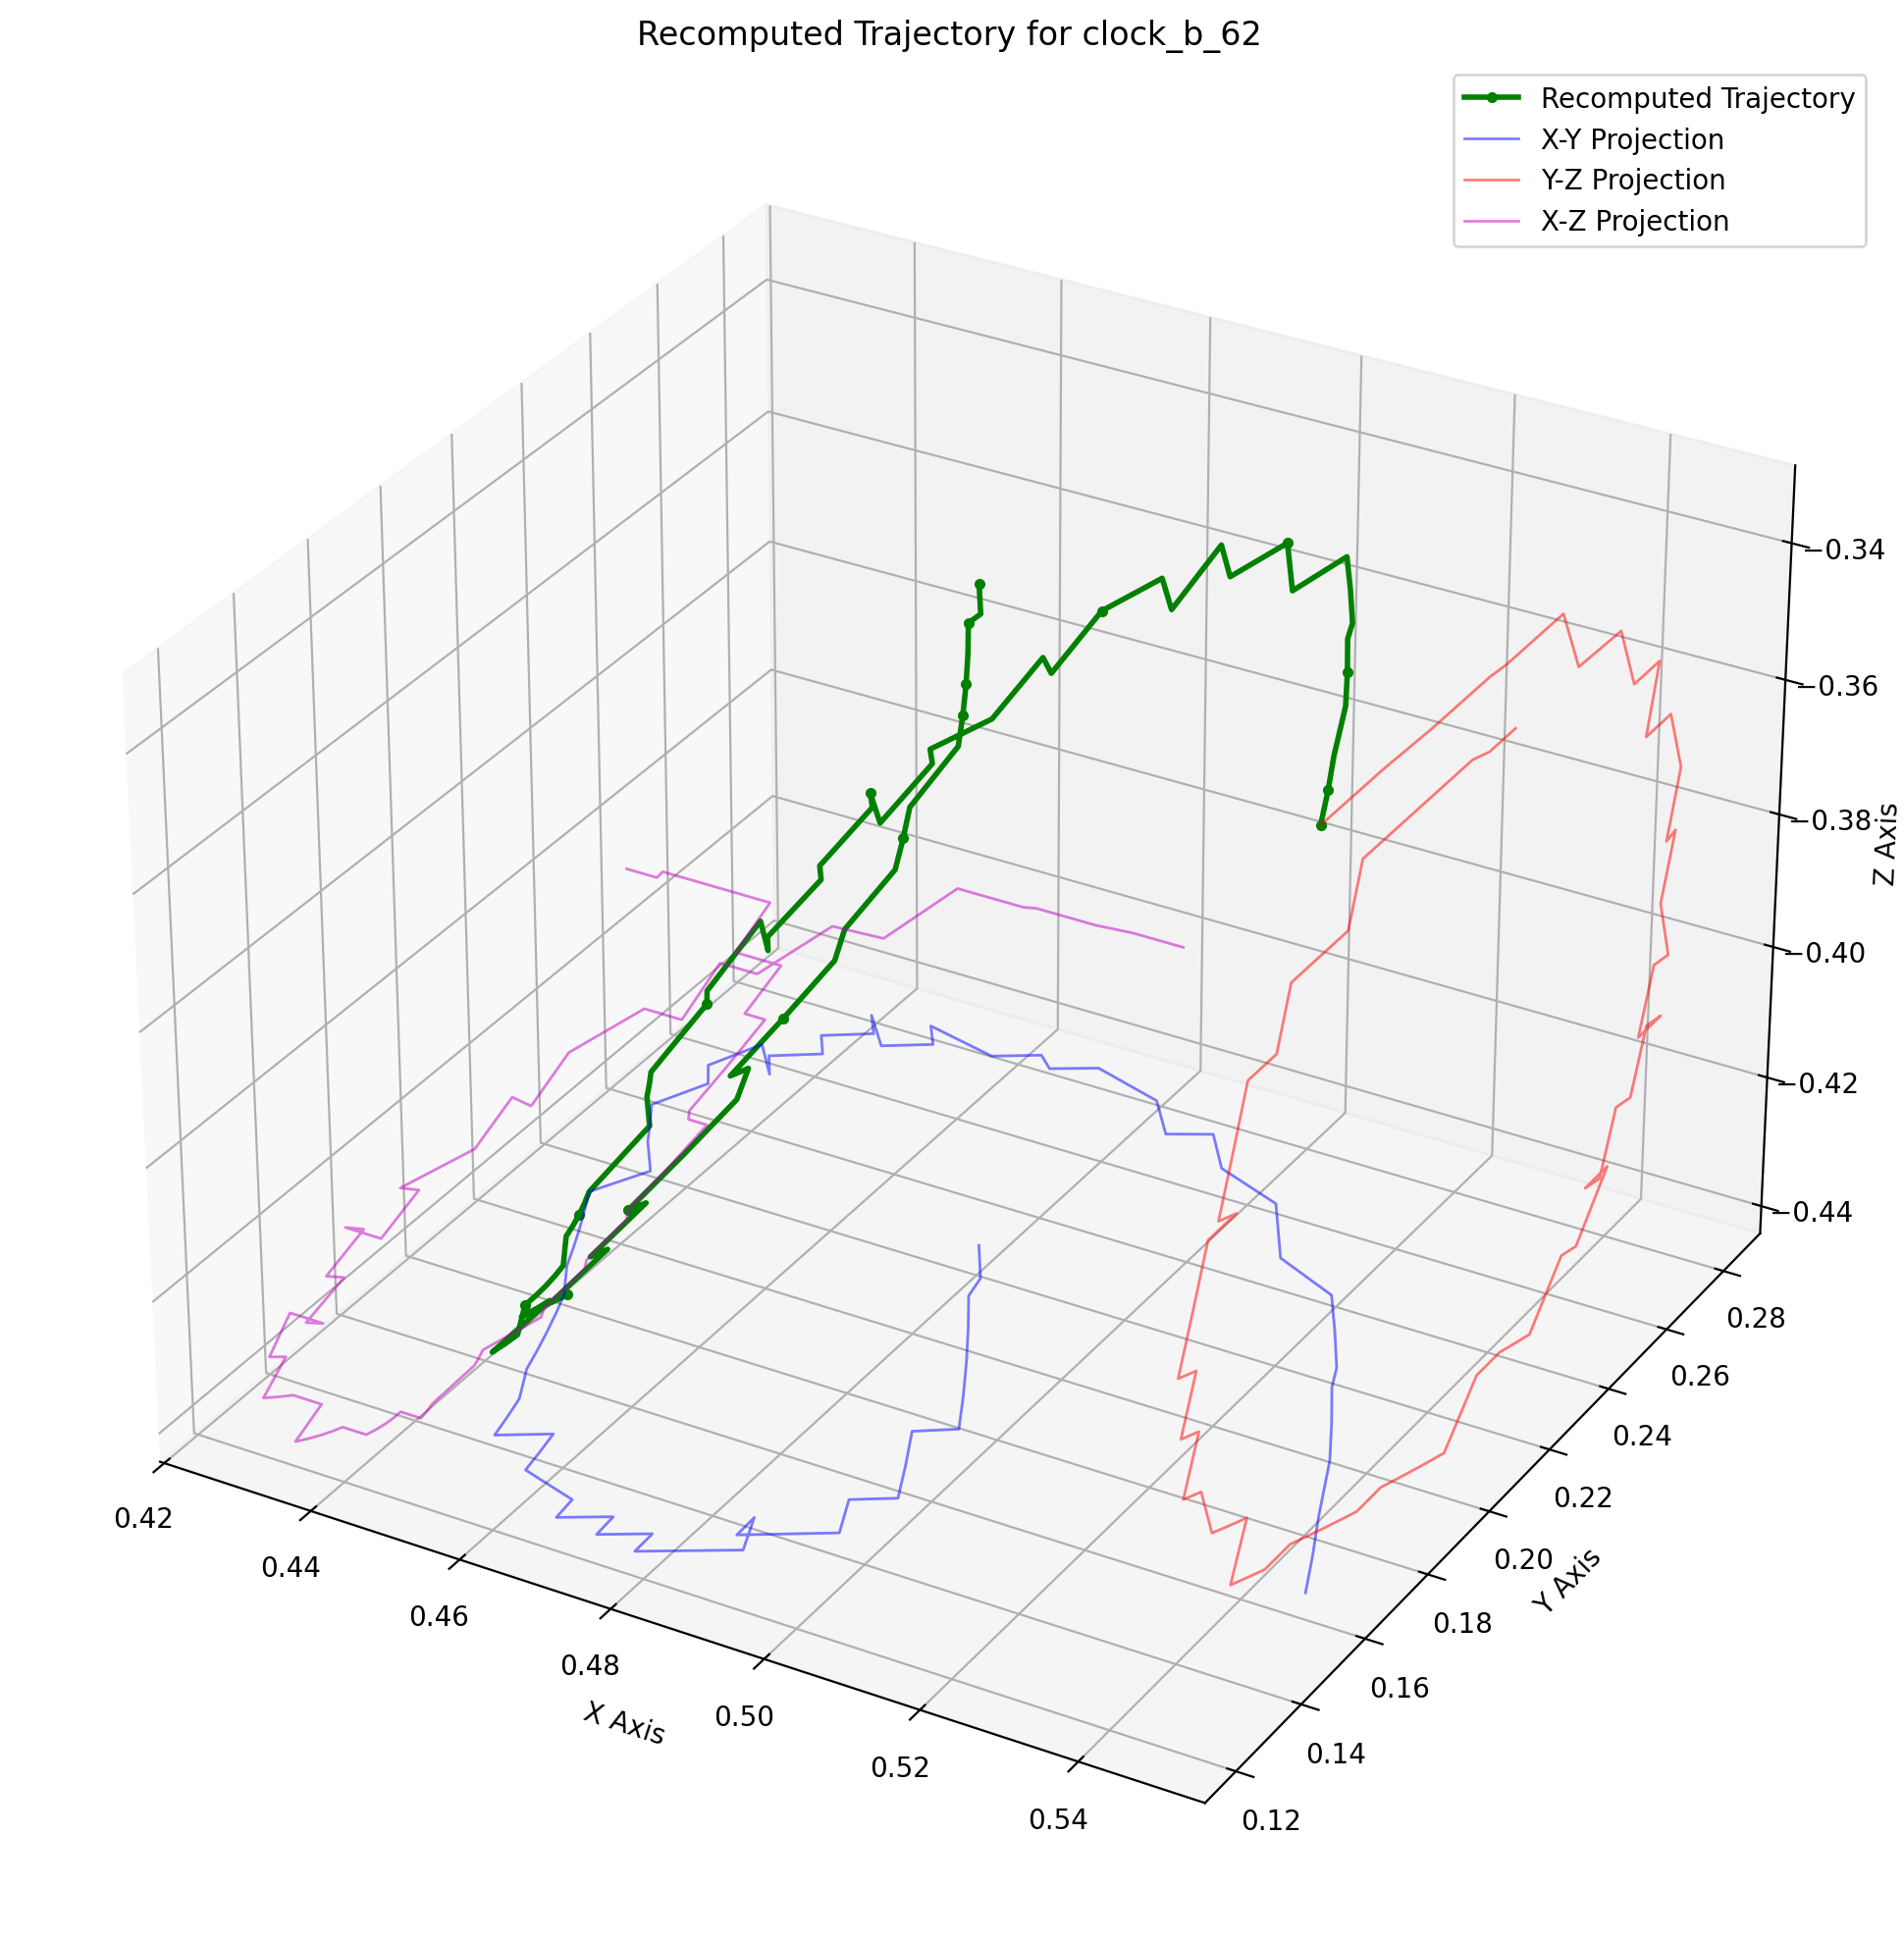 Recomputed Trajectory for clock_b_62
Recomputed Trajectory
X-Y Projection
Y-Z Projection
X-Z Projection
−0.34
−0.36
−0.38
−0.40
−0.42
−0.44
Z Axis
0.28
0.26
0.24
0.22
0.20
0.18
0.16
0.14
0.12
Y Axis
0.42
0.44
0.46
0.48
0.50
0.52
0.54
X Axis